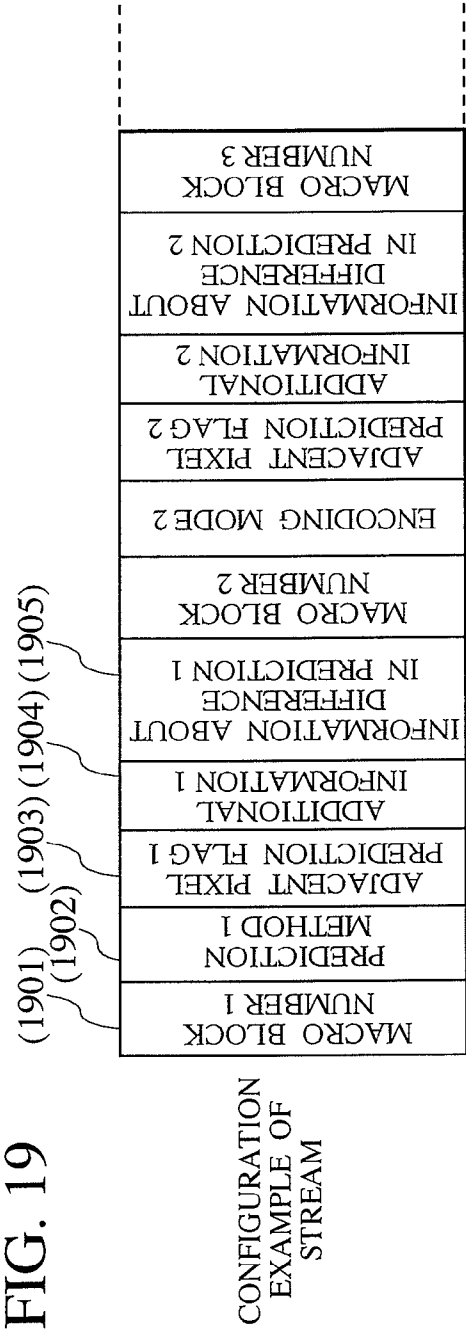 FIG. 19
(1901)
(1902)
(1903)
(1904)
(1905)
CONFIGURATION
EXAMPLE OF
STREAM
MACRO BLOCK
NUMBER 1
PREDICTION
METHOD 1
ADJACENT PIXEL
PREDICTION FLAG 1
ADDITIONAL
INFORMATION 1
INFORMATION ABOUT
DIFFERENCE
IN PREDICTION 1
MACRO BLOCK
NUMBER 2
ENCODING MODE 2
ADJACENT PIXEL
PREDICTION FLAG 2
ADDITIONAL
INFORMATION 2
INFORMATION ABOUT
DIFFERENCE
IN PREDICTION 2
MACRO BLOCK
NUMBER 3